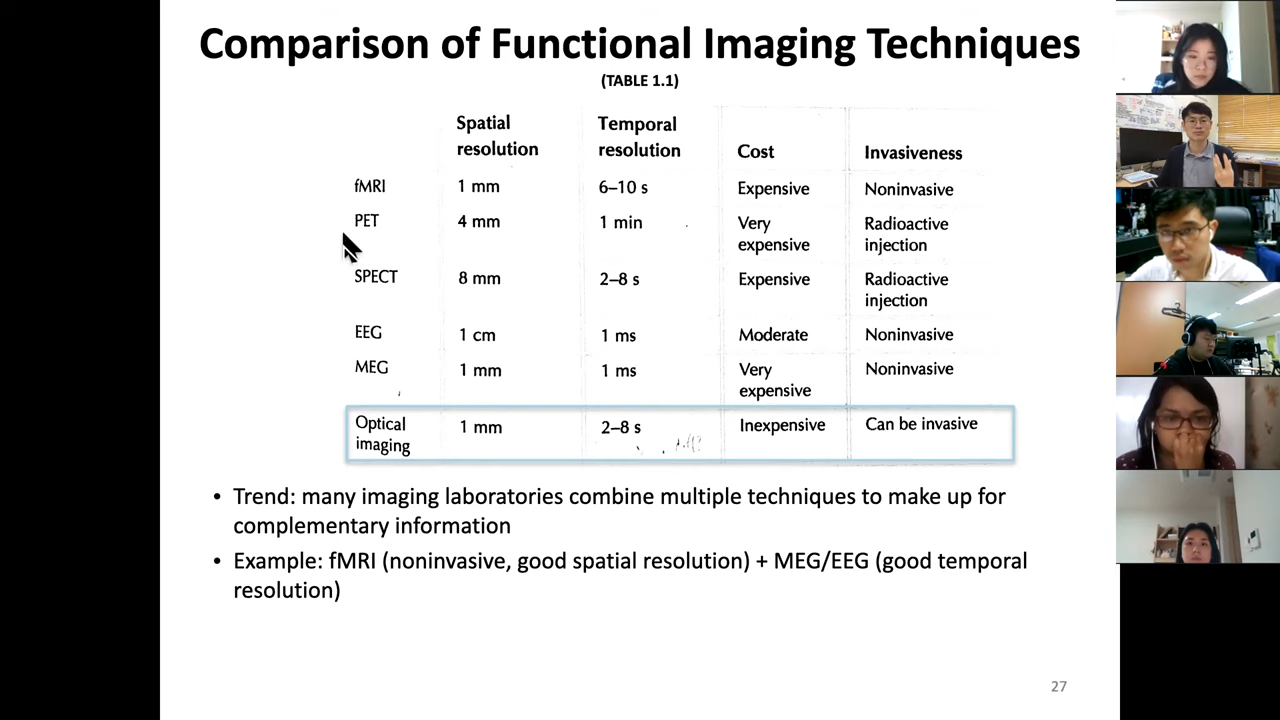 Comparison of Functional Imaging Techniques
(TABLE 1.1)
Spatial resolution Temporal resolution Cost Invasiveness
fMRI 1 mm 6–10 s Expensive Noninvasive
PET 4 mm 1 min Very expensive Radioactive injection
SPECT 8 mm 2–8 s Expensive Radioactive injection
EEG 1 cm 1 ms Moderate Noninvasive
MEG 1 mm 1 ms Very expensive Noninvasive
Optical imaging 1 mm 2–8 s Inexpensive Can be invasive
• Trend: many imaging laboratories combine multiple techniques to make up for
complementary information
• Example: fMRI (noninvasive, good spatial resolution) + MEG/EEG (good temporal
resolution)
27